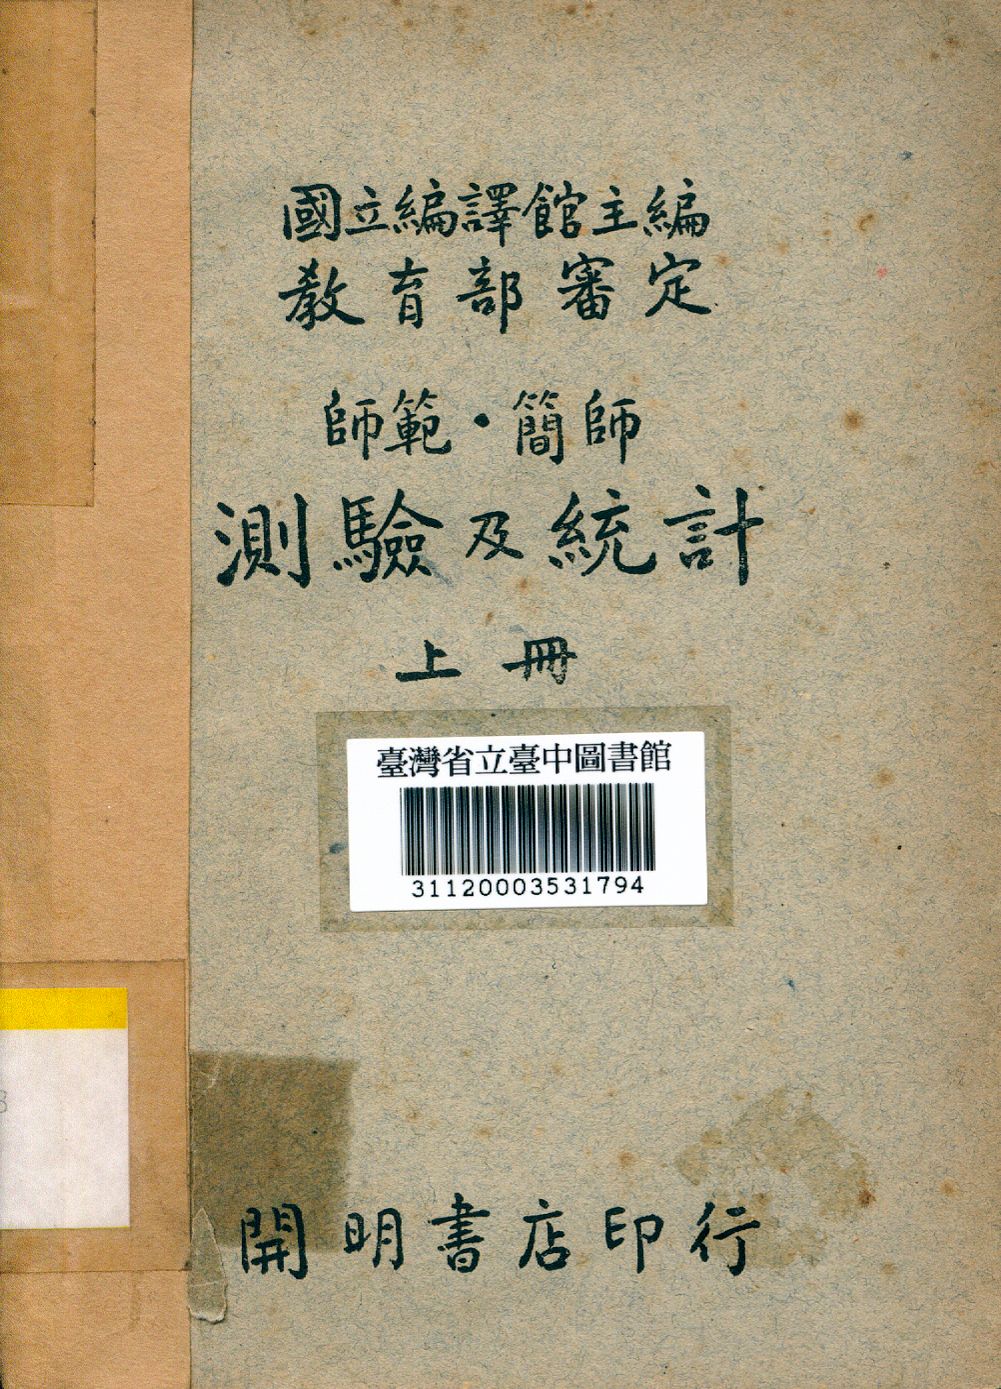 國立編譯館主編
教育部審定
師範·簡師
測驗及統計
上冊
臺灣省立臺中圖書館
31120003531794
開明書店印行